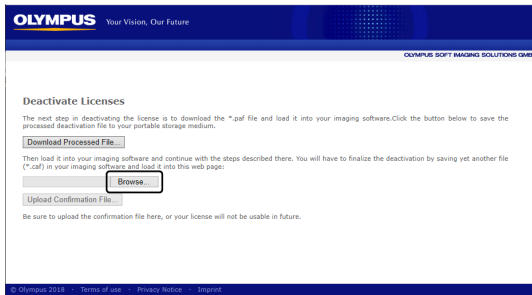 OLYMPUS Your Vision, Our Future
OLYMPUS SOFT IMAGING SOLUTIONS GMB
Deactivate Licenses
The next step in deactivating the license is to download the *.paf file and load it into your imaging software.Click the button below to save the
processed deactivation file to your portable storage medium.
Download Processed File...
Then load it into your imaging software and continue with the steps described there. You will have to finalize the deactivation by saving yet another file
(*.caf) in your imaging software and load it into this web page:
Browse...
Upload Confirmation File...
Be sure to upload the confirmation file here, or your license will not be usable in future.
© Olympus 2018 · Terms of use · Privacy Notice · Imprint